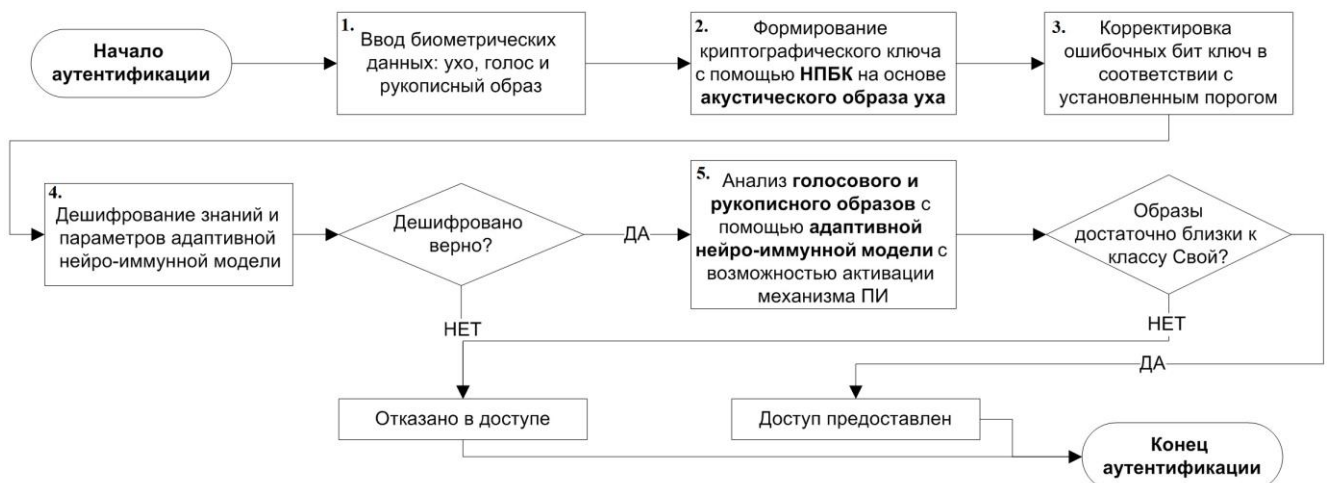 Начало
аутентификации
1.
Ввод биометрических
данных: ухо, голос и
рукописный образ
2.
Формирование
криптографического ключа
с помощью НПБК на основе
акустического образа уха
3.
Корректировка
ошибочных бит ключ в
соответствии с
установленным порогом
4.
Дешифрование знаний и
параметров адаптивной
нейро-иммунной модели
Дешифровано
верно?
ДА
5.
Анализ голосового и
рукописного образов с
помощью адаптивной
нейро-иммунной модели с
возможностью активации
механизма ПИ
Образы
достаточно близки к
классу Свой?
НЕТ
НЕТ
ДА
Отказано в доступе
Доступ предоставлен
Конец
аутентификации